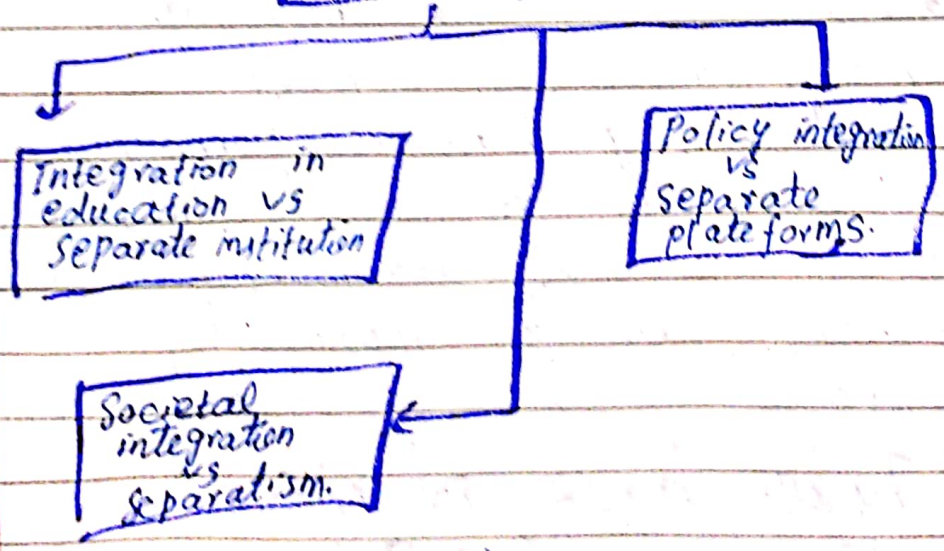 Integration in
education vs
separate institution
Policy integration
vs
separate
plateforms.
Societal
integration
vs
separatism.